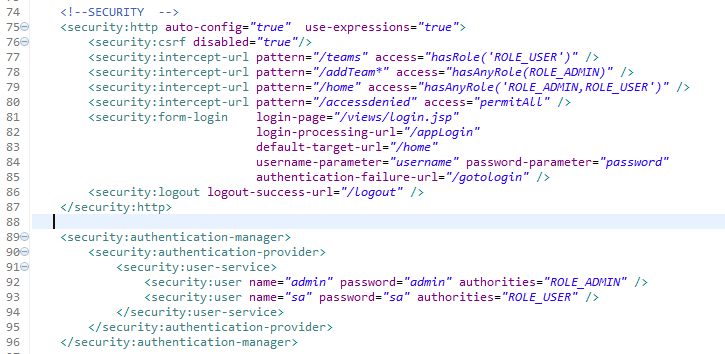 74 <!--SECURITY  -->
75 <security:http auto-config="true"  use-expressions="true">
76 <security:csrf disabled="true"/>
77 <security:intercept-url pattern="/teams" access="hasRole('ROLE_USER')" />
78 <security:intercept-url pattern="/addTeam*" access="hasAnyRole(ROLE_ADMIN)" />
79 <security:intercept-url pattern="/home" access="hasAnyRole('ROLE_ADMIN,ROLE_USER')" />
80 <security:intercept-url pattern="/accessdenied" access="permitAll" />
81 <security:form-login    login-page="/views/login.jsp"
82 login-processing-url="/appLogin"
83 default-target-url="/home"
84 username-parameter="username" password-parameter="password"
85 authentication-failure-url="/gotologin" />
86 <security:logout logout-success-url="/logout" />
87 </security:http>
88
89 <security:authentication-manager>
90 <security:authentication-provider>
91 <security:user-service>
92 <security:user name="admin" password="admin" authorities="ROLE_ADMIN" />
93 <security:user name="sa" password="sa" authorities="ROLE_USER" />
94 </security:user-service>
95 </security:authentication-provider>
96 </security:authentication-manager>